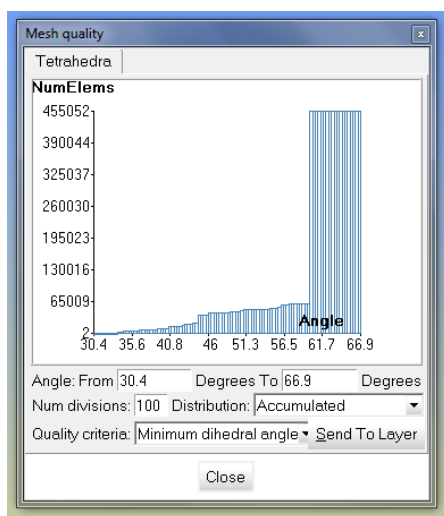 Mesh quality
x
Tetrahedra
NumElems
455052
390044
325037
260030
195023
130016
65009
2
Angle
30.4 35.6 40.8 46 51.3 56.5 61.7 66.9
Angle: From 30.4 Degrees To 66.9 Degrees
Num divisions: 100 Distribution: Accumulated
Quality criteria: Minimum dihedral angle Send To Layer
Close